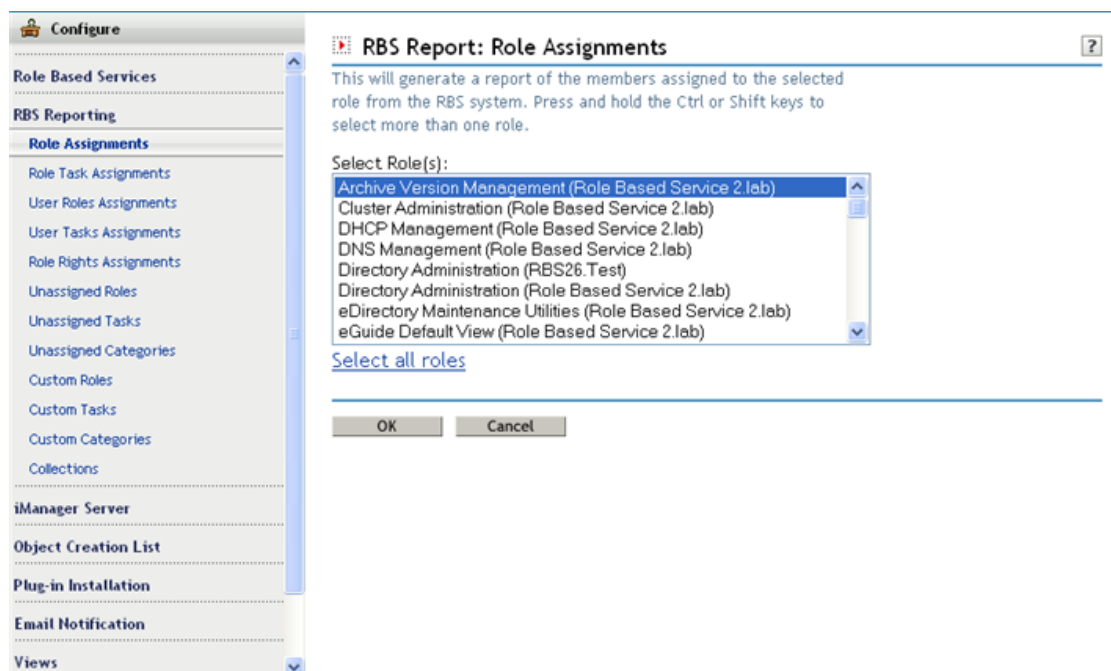 Configure
Role Based Services
RBS Reporting
Role Assignments
Role Task Assignments
User Roles Assignments
User Tasks Assignments
Role Rights Assignments
Unassigned Roles
Unassigned Tasks
Unassigned Categories
Custom Roles
Custom Tasks
Custom Categories
Collections
iManager Server
Object Creation List
Plug-in Installation
Email Notification
Views
RBS Report: Role Assignments
?
This will generate a report of the members assigned to the selected
role from the RBS system. Press and hold the Ctrl or Shift keys to
select more than one role.
Select Role(s):
Archive Version Management (Role Based Service 2.lab)
Cluster Administration (Role Based Service 2.lab)
DHCP Management (Role Based Service 2.lab)
DNS Management (Role Based Service 2.lab)
Directory Administration (RBS26.Test)
Directory Administration (Role Based Service 2.lab)
eDirectory Maintenance Utilities (Role Based Service 2.lab)
eGuide Default View (Role Based Service 2.lab)
Select all roles
OK Cancel